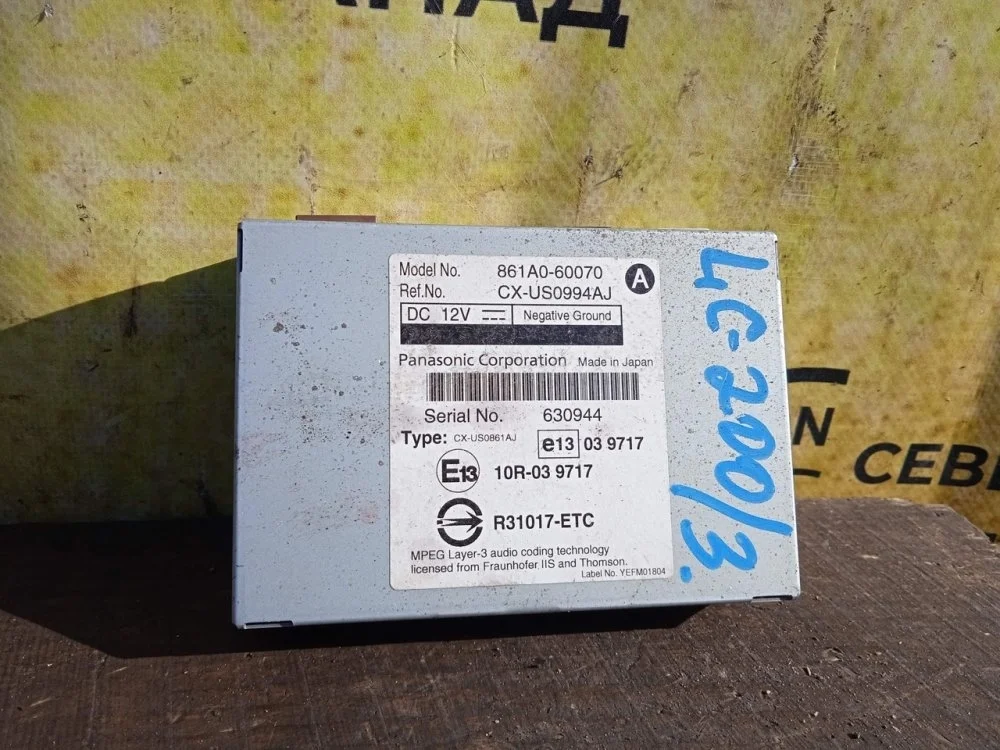 ПАД
Model No. 861A0-60070 A
Ref.No. CX-US0994AJ
DC 12V Negative Ground
Panasonic Corporation Made in Japan
Serial No. 630944
Type: CX-US0861AJ e13 03 9717
E13 10R-03 9717
R31017-ETC
MPEG Layer-3 audio coding technology
licensed from Fraunhofer IIS and Thomson.
Label No. YEFM01804
LC-200/3.
N
СЕВЕ